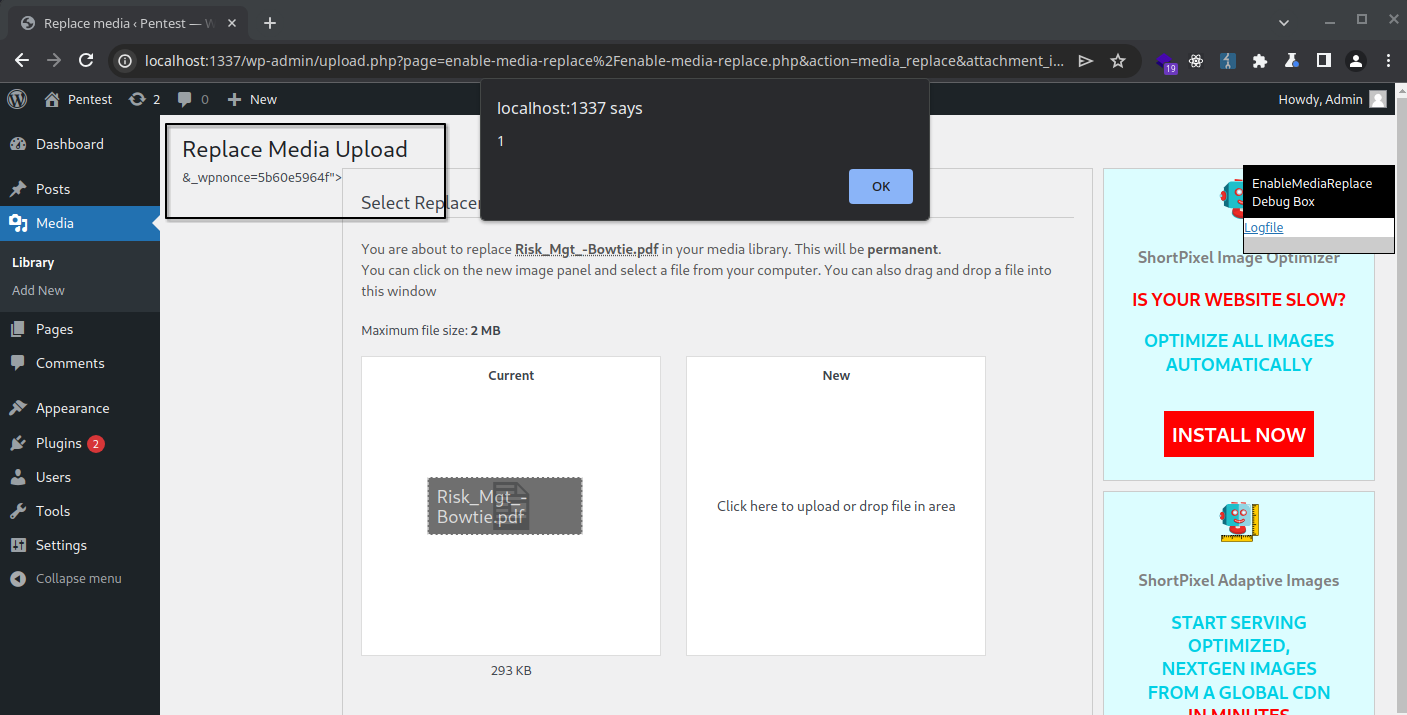 Replace media ‹ Pentest — W
localhost:1337/wp-admin/upload.php?page=enable-media-replace%2Fenable-media-replace.php&action=media_replace&attachment_i...
19
Pentest
2
0
New
Howdy, Admin
localhost:1337 says
1
OK
Dashboard
Posts
Media
Library
Add New
Pages
Comments
Appearance
Plugins 2
Users
Tools
Settings
Collapse menu
Replace Media Upload
&_wpnonce=5b60e5964f">
Select Replacem
You are about to replace Risk_Mgt_-Bowtie.pdf in your media library. This will be permanent.
You can click on the new image panel and select a file from your computer. You can also drag and drop a file into
this window
Maximum file size: 2 MB
Current
Risk_Mgt_-
Bowtie.pdf
293 KB
New
Click here to upload or drop file in area
EnableMediaReplace
Debug Box
Logfile
ShortPixel Image Optimizer
IS YOUR WEBSITE SLOW?
OPTIMIZE ALL IMAGES
AUTOMATICALLY
INSTALL NOW
ShortPixel Adaptive Images
START SERVING
OPTIMIZED,
NEXTGEN IMAGES
FROM A GLOBAL CDN
IN MINUTES